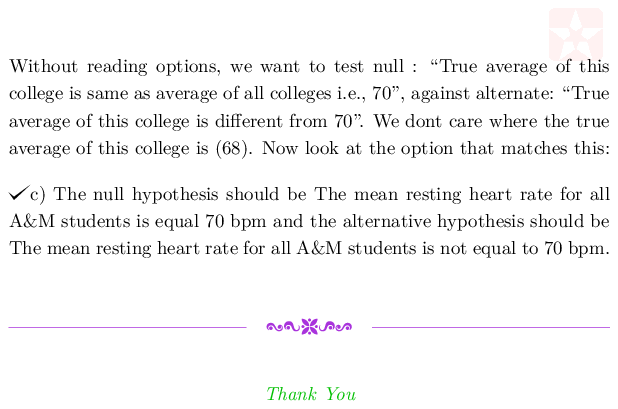 Without reading options, we want to test null : “True average of this
college is same as average of all colleges i.e., 70”, against alternate: “True
average of this college is different from 70”. We dont care where the true
average of this college is (68). Now look at the option that matches this:
✓c) The null hypothesis should be The mean resting heart rate for all
A&M students is equal 70 bpm and the alternative hypothesis should be
The mean resting heart rate for all A&M students is not equal to 70 bpm.
Thank You